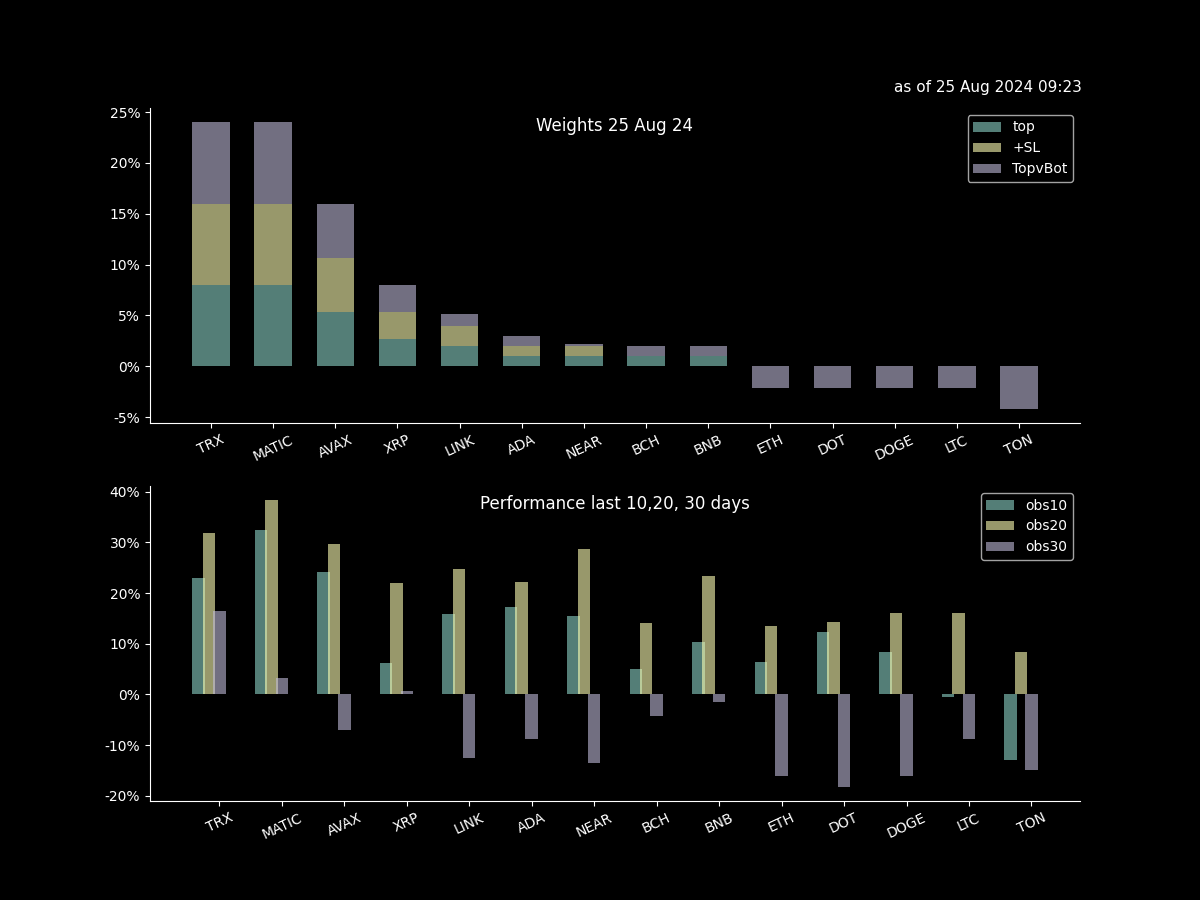 as of 25 Aug 2024 09:23
Weights 25 Aug 24
top
+SL
TopvBot
25%
20%
15%
10%
5%
0%
-5%
TRX MATIC AVAX XRP LINK ADA NEAR BCH BNB ETH DOT DOGE LTC TON
Performance last 10,20, 30 days
obs10
obs20
obs30
40%
30%
20%
10%
0%
-10%
-20%
TRX MATIC AVAX XRP LINK ADA NEAR BCH BNB ETH DOT DOGE LTC TON